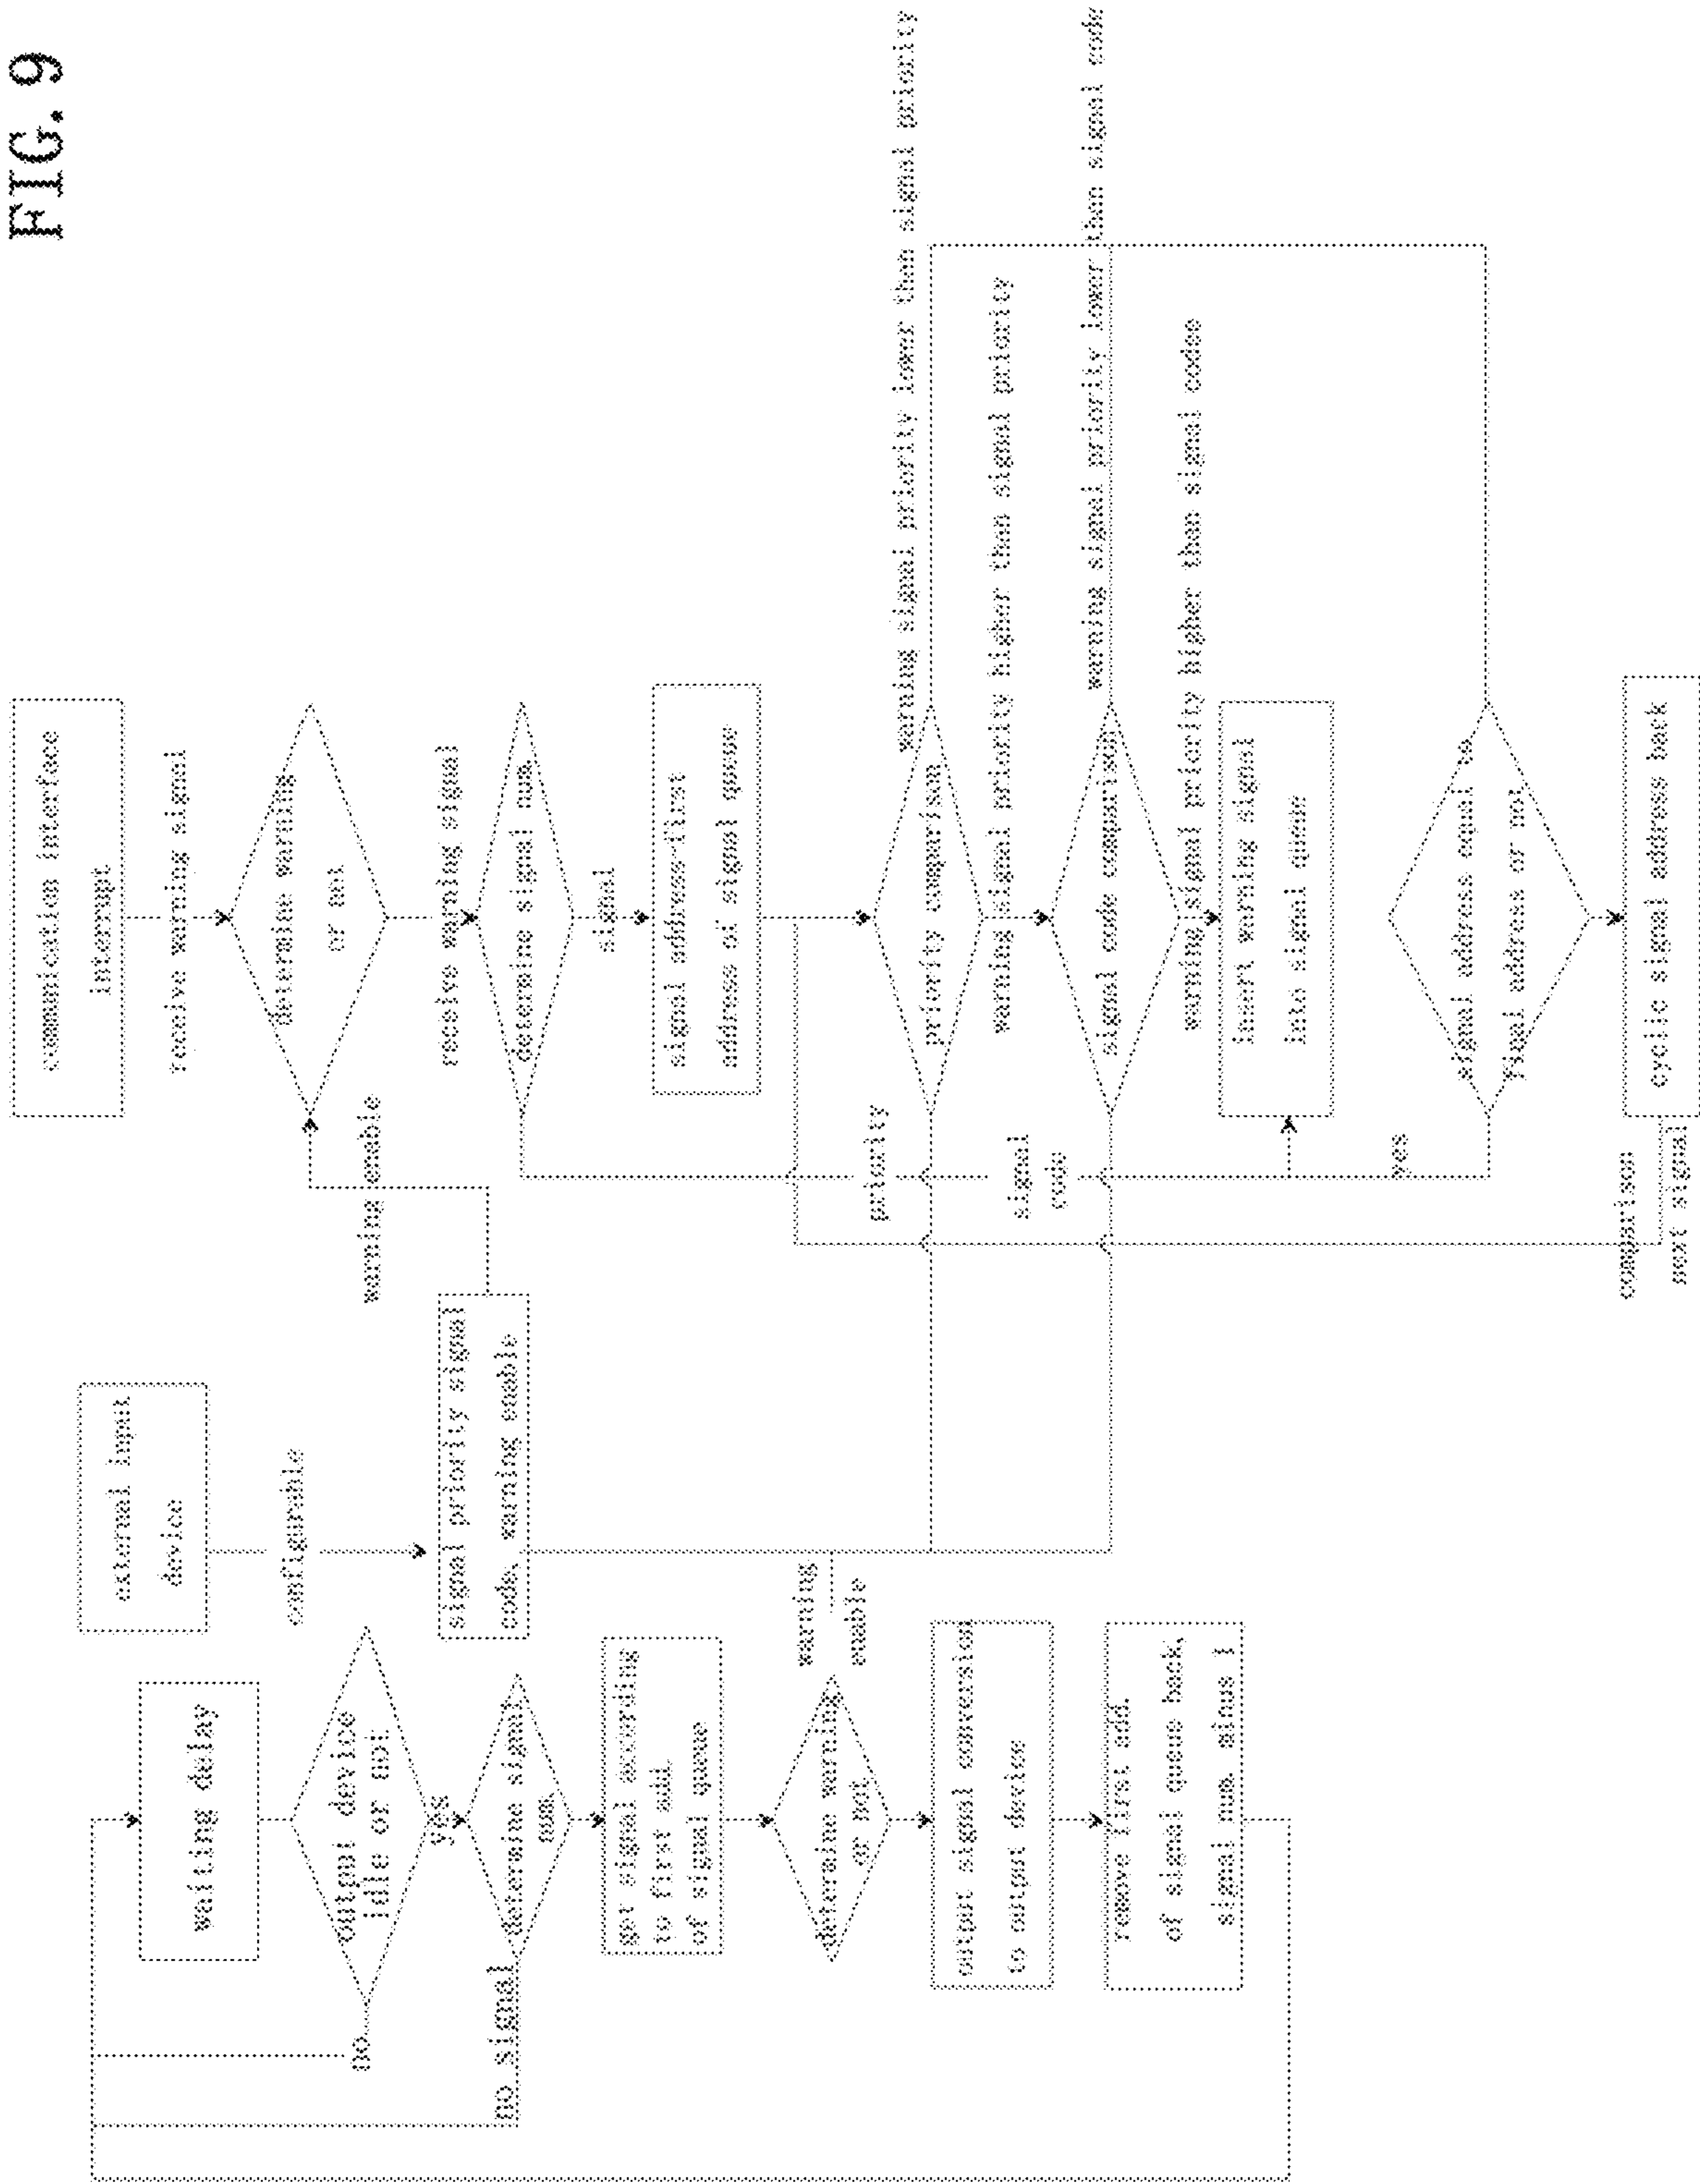 FIG. 9
communication interface
interrupt
receive warning signal
determine warning
or not
warning enable
receive warning signal
determine signal num.
signal
signal address=first
address of signal queue
priority comparison
warning signal priority lower than signal priority
priority
warning signal priority higher than signal priority
signal code comparison
warning signal priority lower than signal code
signal
code
warning signal priority higher than signal codee
insert warning signal
into signal queue
signal address equal to
final address or not
yes
cyclic signal address back
comparison
next signal
external input
device
configurable
signal priority signal
code, warning enable
waiting delay
output device
idle or not
no
yes
determine signal
num.
no signal
get signal according
to first add.
of signal queue
determine warning
or not
warning
enable
output signal conversion
to output device
remove first add.
of signal queue back,
signal num. minus 1